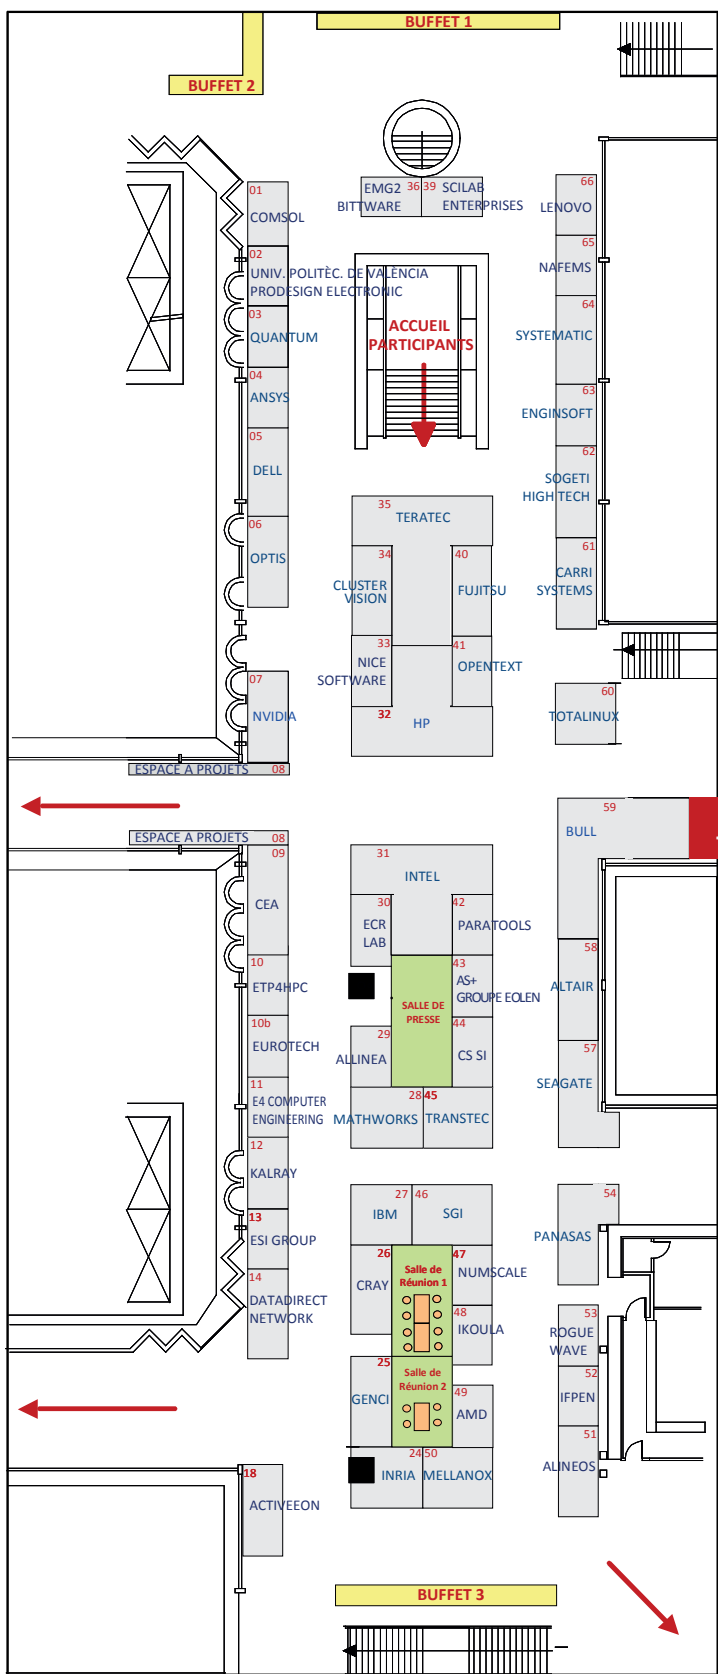 BUFFET 1
BUFFET 2
01
COMSOL
02
UNIV. POLITÈC. DE VALÈNCIA
PRODESIGN ELECTRONIC
03
QUANTUM
04
ANSYS
05
DELL
06
OPTIS
07
NVIDIA
ESPACE A PROJETS 08
ESPACE A PROJETS 08
09
CEA
10
ETP4HPC
10b
EUROTECH
11
E4 COMPUTER
ENGINEERING
12
KALRAY
13
ESI GROUP
14
DATADIRECT
NETWORK
18
ACTIVEEON
EMG2 36
BITTWARE
39 SCILAB
ENTERPRISES
ACCUEIL
PARTICIPANTS
35
TERATEC
34
CLUSTER
VISION
40
FUJITSU
33
NICE
SOFTWARE
41
OPENTEXT
32
HP
31
INTEL
30
ECR
LAB
42
PARATOOLS
43
AS+
GROUPE EOLEN
SALLE DE
PRESSE
29
ALLINEA
44
CS SI
28
MATHWORKS
45
TRANSTEC
27
IBM
46
SGI
26
CRAY
Salle de
Réunion 1
47
NUMSCALE
48
IKOULA
25
GENCI
Salle de
Réunion 2
49
AMD
24
INRIA
50
MELLANOX
66
LENOVO
65
NAFEMS
64
SYSTEMATIC
63
ENGINSOFT
62
SOGETI
HIGH TECH
61
CARRI
SYSTEMS
60
TOTALINUX
59
BULL
58
ALTAIR
57
SEAGATE
54
PANASAS
53
ROGUE
WAVE
52
IFPEN
51
ALINEOS
BUFFET 3